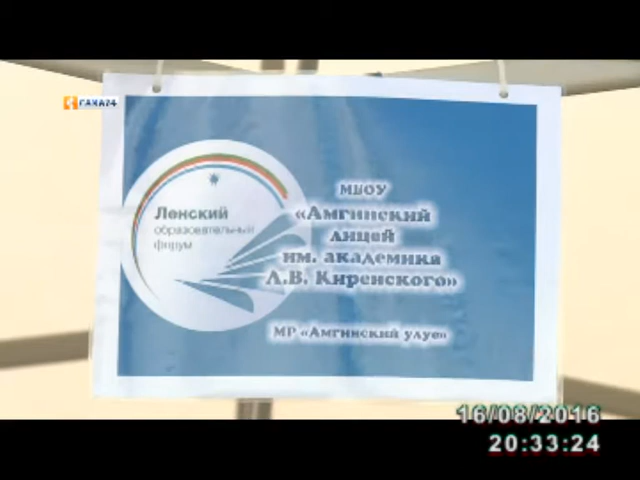 САХА24
Ленский
образовательный
форум
МБОУ
«Амгинский
лицей
им. академика
Л.В. Киренского»
МР «Амгинский улус»
16/08/2016
20:33:24